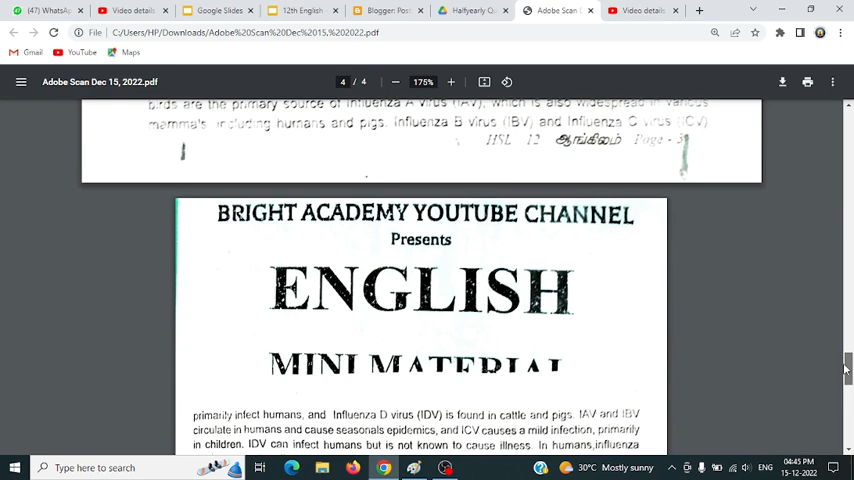 (47) WhatsA
Video details
Google Slides
12th English
Blogger: Post
Halfyearly Qu
Adobe Scan D
Video details
File
C:/Users/HP/Downloads/Adobe%20Scan%20Dec%2015,%202022.pdf
Gmail
YouTube
Maps
Adobe Scan Dec 15, 2022.pdf
4 / 4
175%
birds are the primary source of Influenza A virus (IAV), which is also widespread in various
mammals including humans and pigs. Influenza B virus (IBV) and Influenza C virus (ICV)
HSL 12 ஆங்கிலம் Page - 3
BRIGHT ACADEMY YOUTUBE CHANNEL
Presents
ENGLISH
MINI MATERIAL
primarily infect humans, and Influenza D virus (IDV) is found in cattle and pigs. IAV and IBV
circulate in humans and cause seasonals epidemics, and ICV causes a mild infection, primarily
in children. IDV can infect humans but is not known to cause illness. In humans,influenza
Type here to search
30°C Mostly sunny
ENG
04:45 PM
15-12-2022